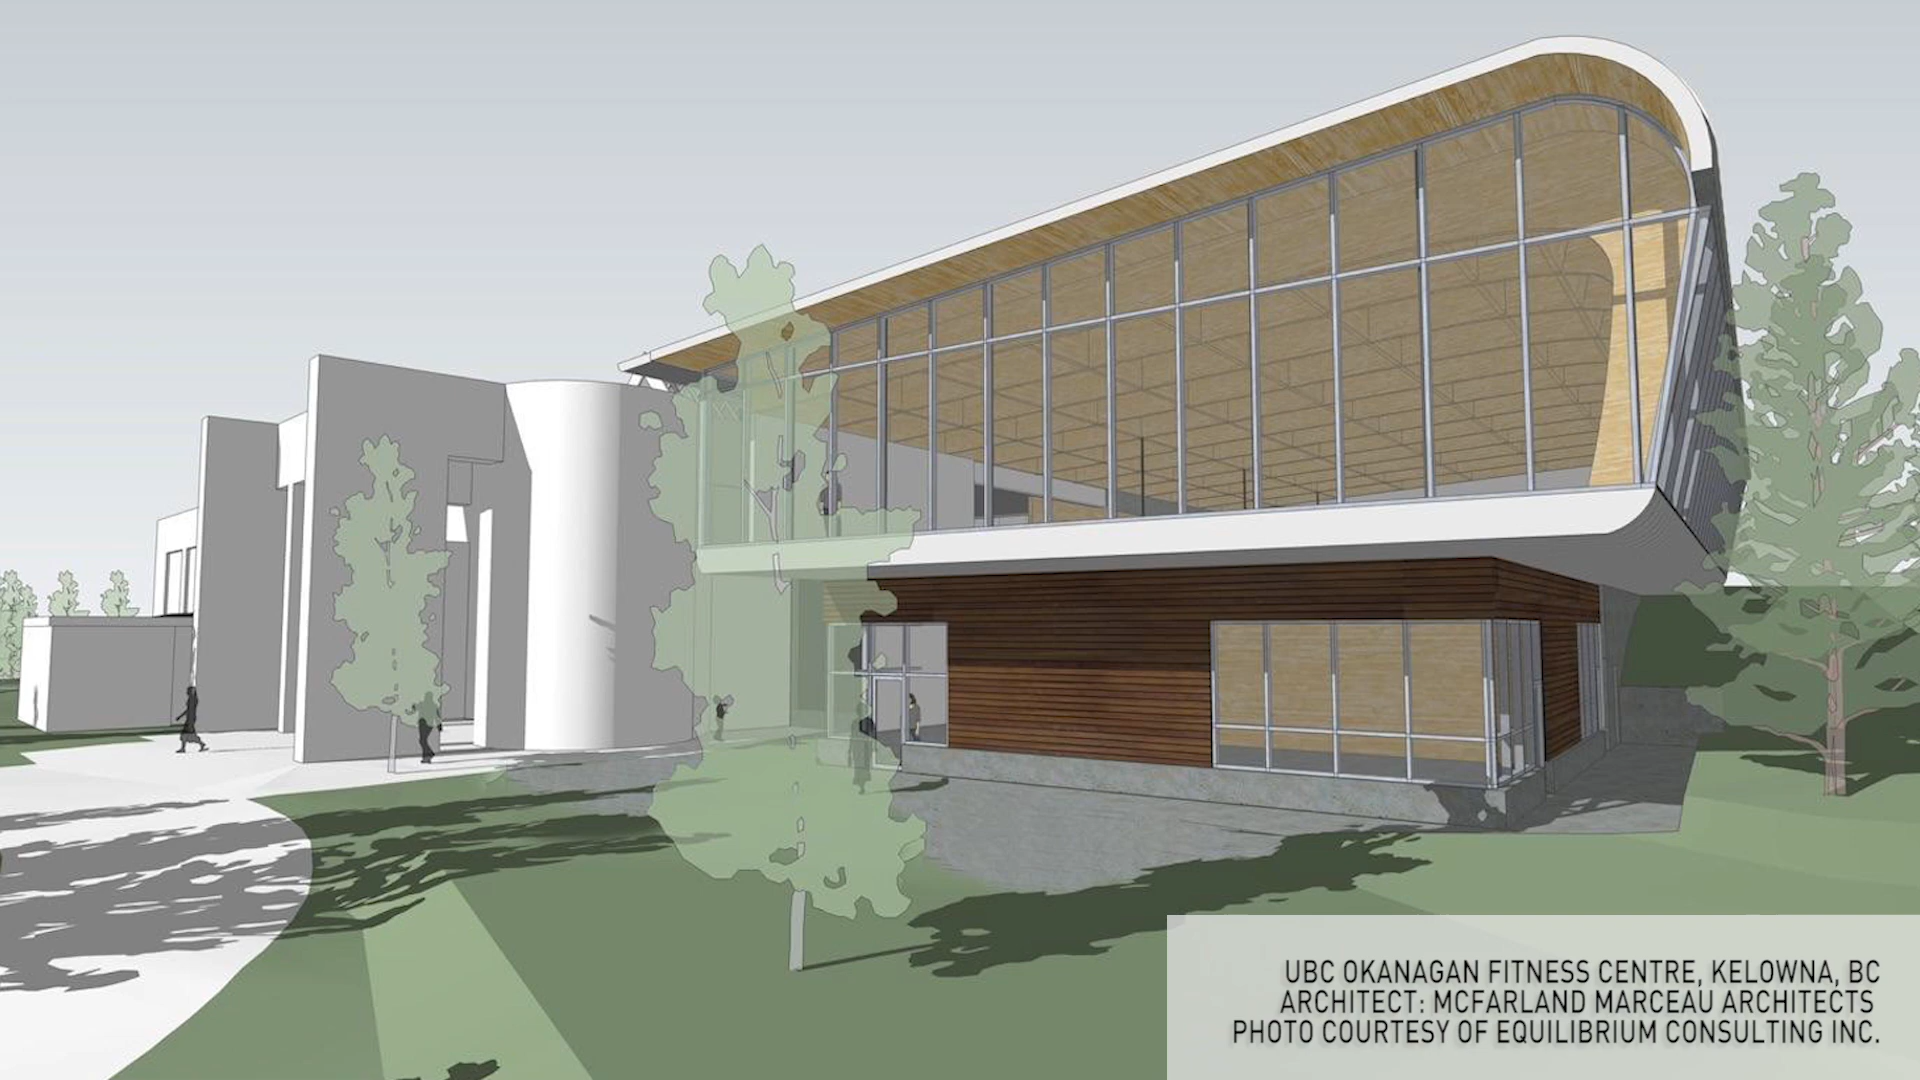 UBC OKANAGAN FITNESS CENTRE, KELOWNA, BC
ARCHITECT: MCFARLAND MARCEAU ARCHITECTS
PHOTO COURTESY OF EQUILIBRIUM CONSULTING INC.